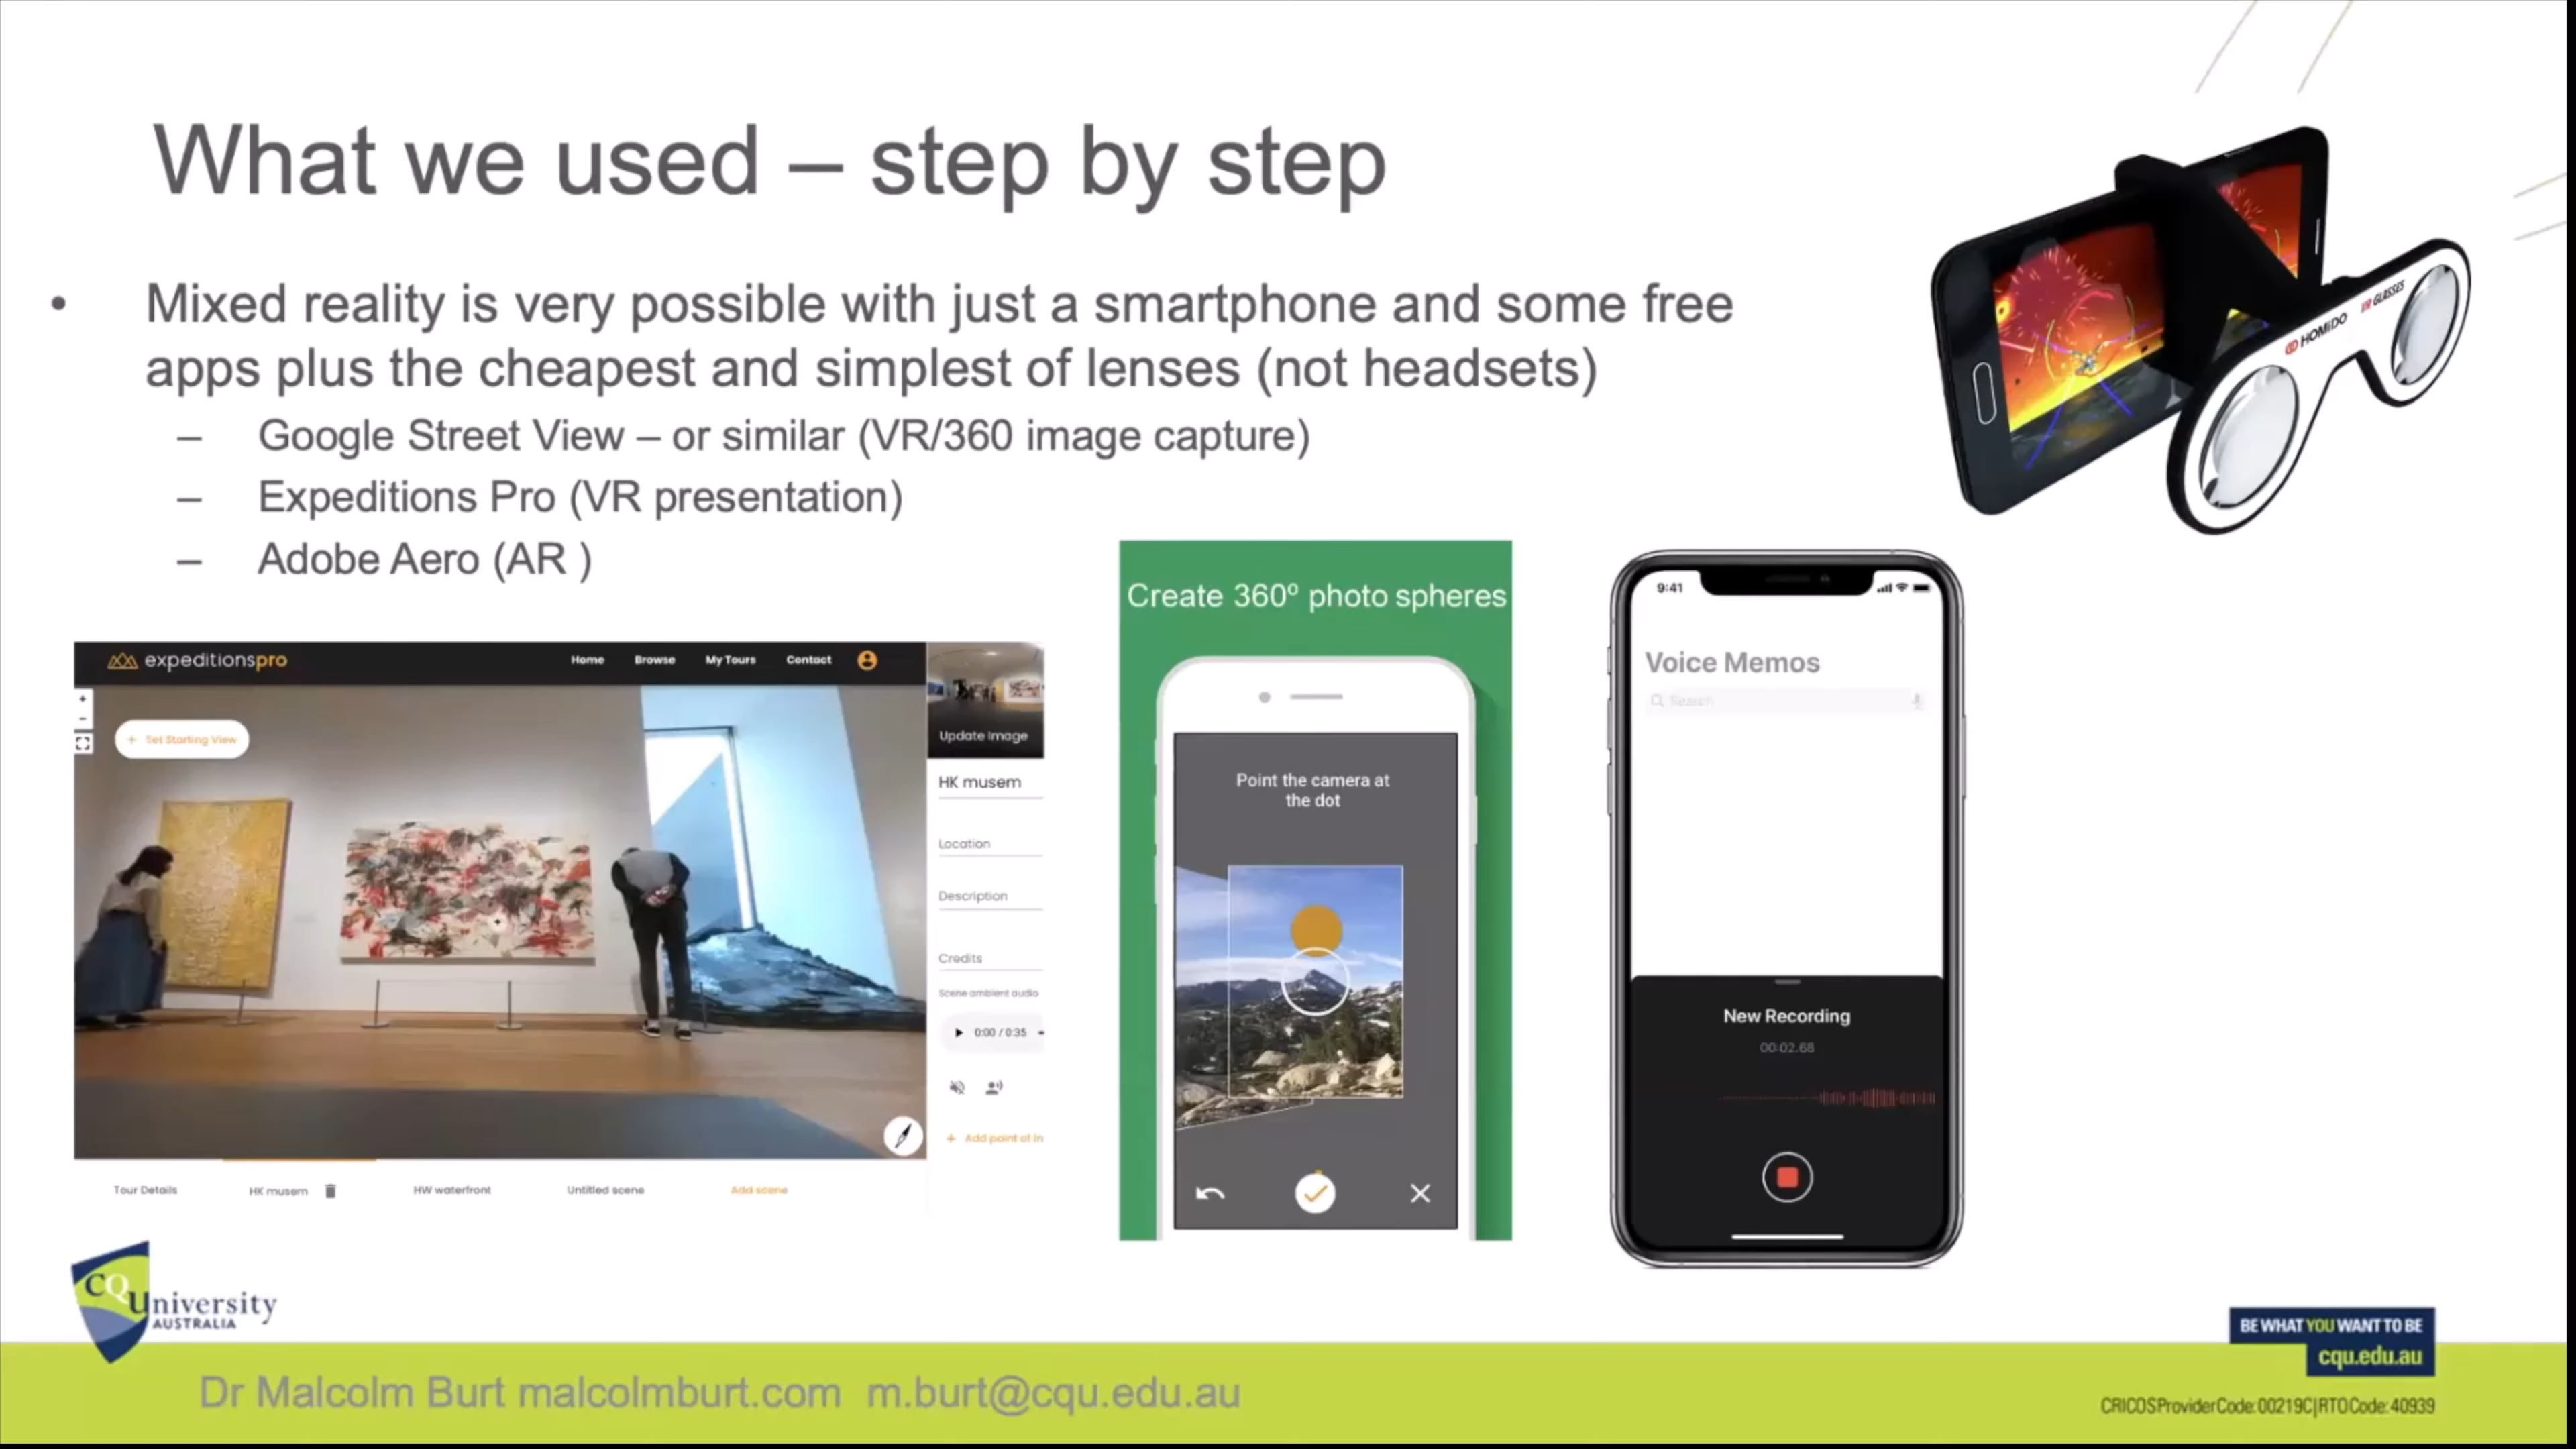 What we used – step by step
• Mixed reality is very possible with just a smartphone and some free
apps plus the cheapest and simplest of lenses (not headsets)
– Google Street View – or similar (VR/360 image capture)
– Expeditions Pro (VR presentation)
– Adobe Aero (AR )
HOMIDO VR GLASSES
expeditionspro
Home Browse My Tours Contact
+ Set Starting View
Update Image
HK musem
Location
Description
Credits
Scene ambient audio
0:00 / 0:35
+ Add point of in
Tour Details HK musem HW waterfront Untitled scene Add scene
Create 360º photo spheres
Point the camera at
the dot
9:41
Voice Memos
Search
New Recording
00:02.68
CQUniversity
AUSTRALIA
BE WHAT YOU WANT TO BE
cqu.edu.au
Dr Malcolm Burt malcolmburt.com m.burt@cqu.edu.au
CRICOS Provider Code: 00219C | RTO Code: 40939